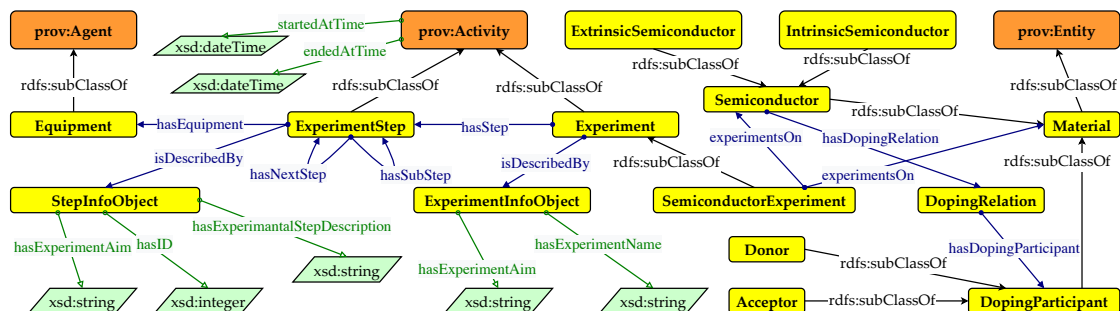 startedAtTime
prov:Agent
xsd:dateTime
prov:Activity
ExtrinsicSemiconductor
IntrinsicSemiconductor
prov:Entity
endedAtTime
xsd:dateTime
rdfs:subClassOf
rdfs:subClassOf
rdfs:subClassOf
rdfs:subClassOf
rdfs:subClassOf
rdfs:subClassOf
Semiconductor
rdfs:subClassOf
Equipment
hasEquipment
ExperimentStep
hasStep
Experiment
experimentsOn
hasDopingRelation
Material
isDescribedBy
hasNextStep
hasSubStep
isDescribedBy
rdfs:subClassOf
experimentsOn
rdfs:subClassOf
StepInfoObject
ExperimentInfoObject
SemiconductorExperiment
DopingRelation
hasExperimantalStepDescription
hasExperimentAim
hasID
hasExperimentAim
hasExperimentName
Donor
rdfs:subClassOf
hasDopingParticipant
xsd:string
xsd:string
xsd:integer
xsd:string
xsd:string
Acceptor
rdfs:subClassOf
DopingParticipant